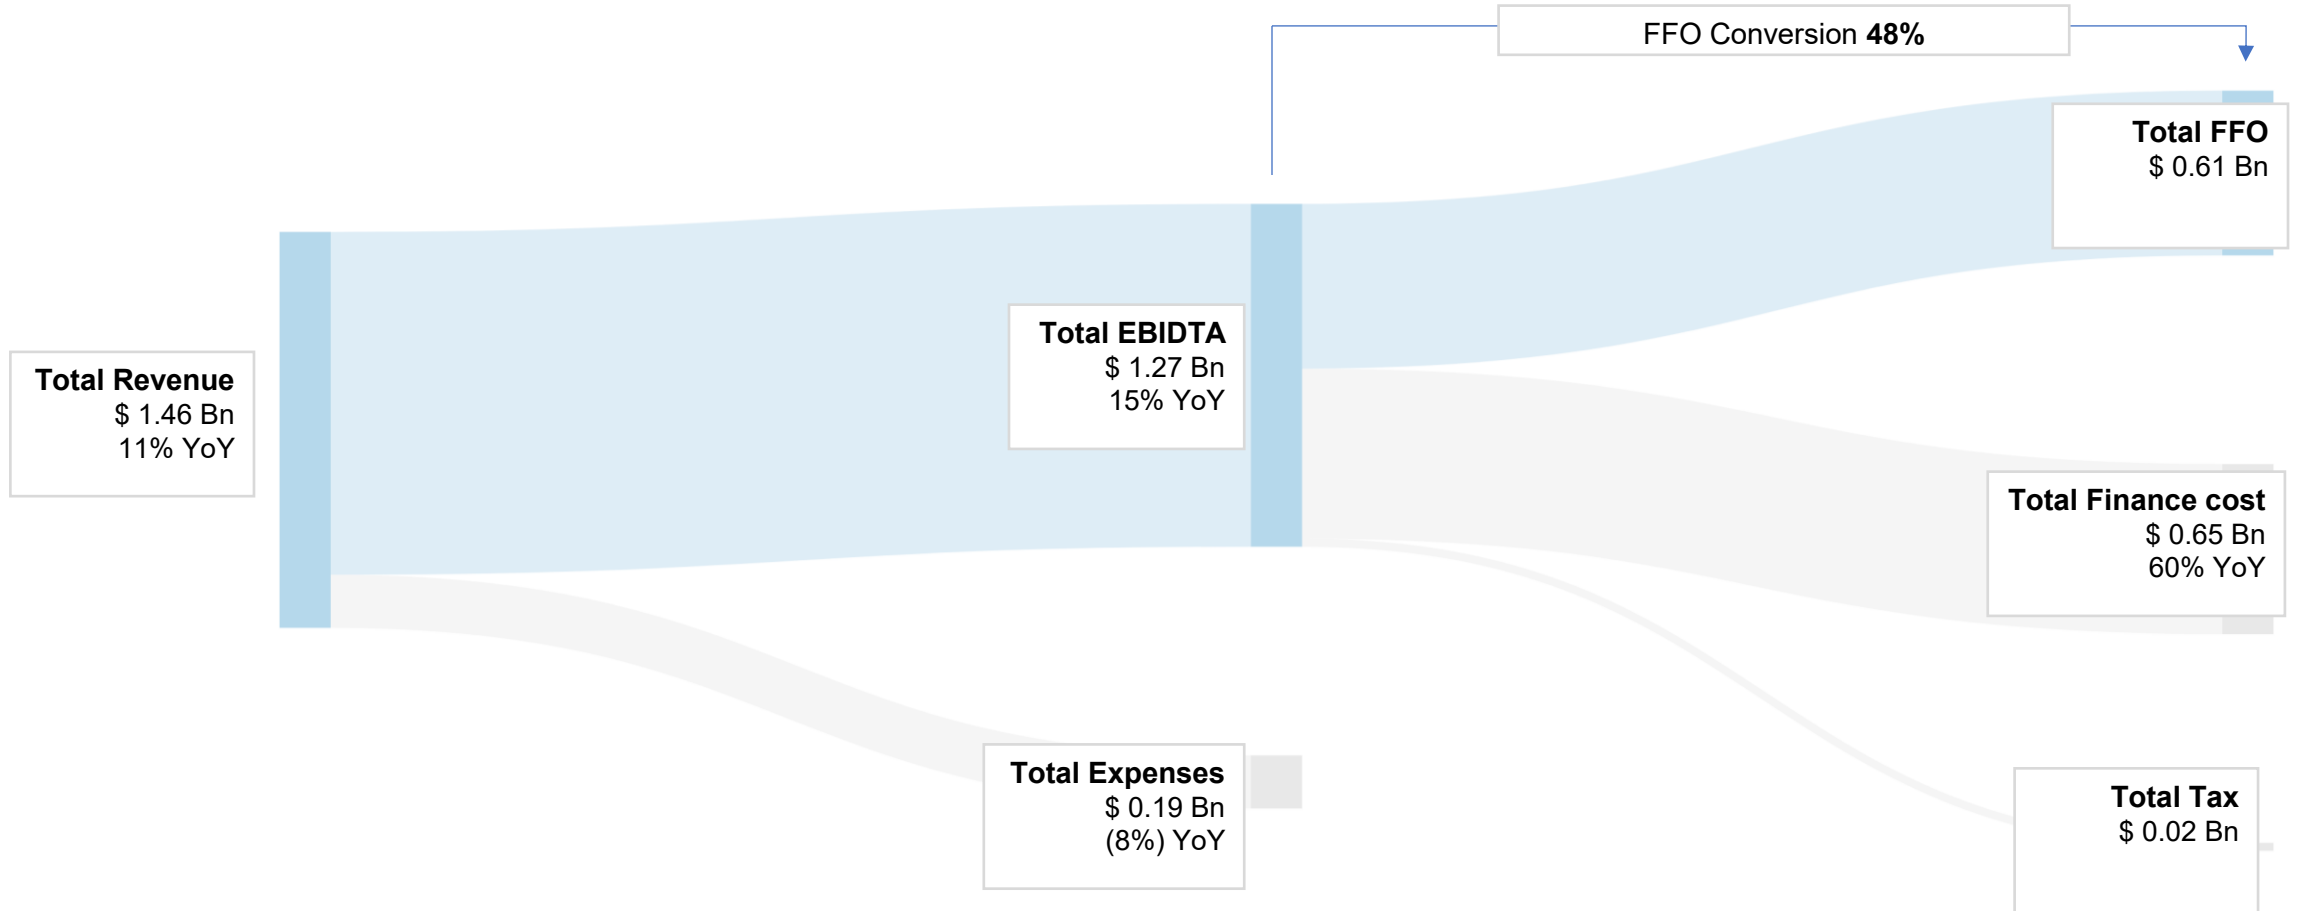 FFO Conversion 48%
Total FFO
$ 0.61 Bn
Total EBIDTA
$ 1.27 Bn
15% YoY
Total Revenue
$ 1.46 Bn
11% YoY
Total Finance cost
$ 0.65 Bn
60% YoY
Total Expenses
$ 0.19 Bn
(8%) YoY
Total Tax
$ 0.02 Bn